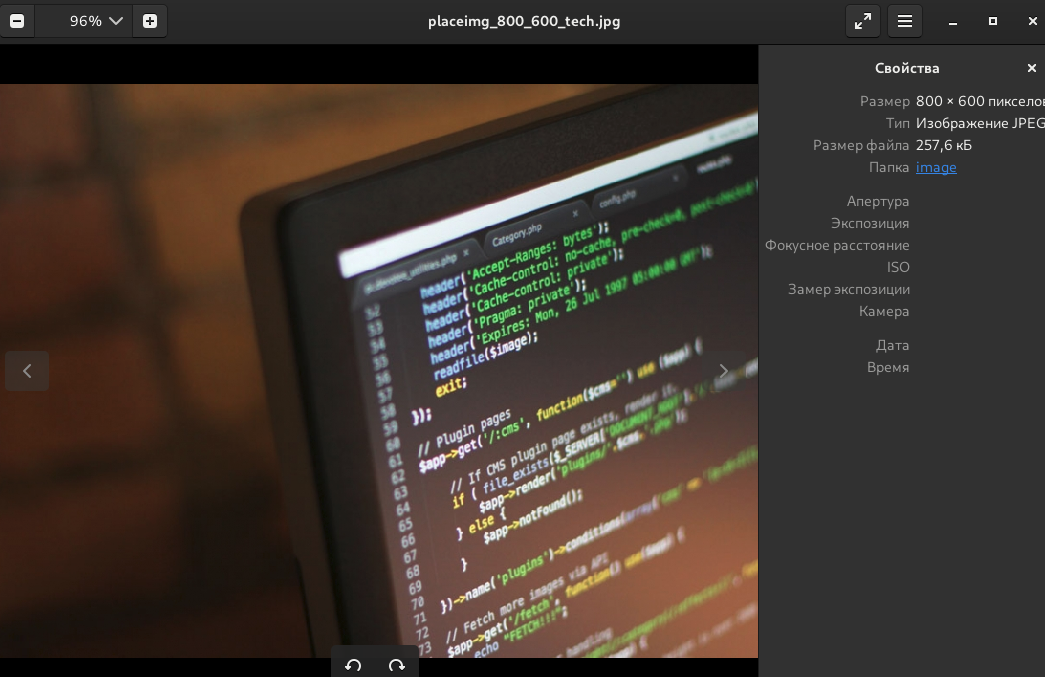 96%
placeimg_800_600_tech.jpg
Свойства
Размер 800 × 600 пикселов
Тип Изображение JPEG
Размер файла 257,6 кБ
Папка image
Апертура
Экспозиция
Фокусное расстояние
ISO
Замер экспозиции
Камера
Дата
Время
utilities.php × Category.php × config.php × routes.php
52 header('Accept-Ranges: bytes');
53 header('Cache-control: no-cache, pre-check=0, post-check=0
54 header('Cache-control: private');
55 header('Pragma: private');
56 header('Expires: Mon, 26 Jul 1997 05:00:00 GMT');
57 readfile($image);
58 exit;
59 });
60
61 // Plugin pages
62 $app->get('/:cms', function($cms='') use ($app) {
63 // If CMS plugin page exists, render it.
64 if ( file_exists($_SERVER['DOCUMENT_ROOT'].
65 $app->render('plugins/'.$cms.'.php');
66 } else {
67 $app->notFound();
68 }
69 })->name('plugins')->conditions(array('cms' =>
70
71 // Fetch more images via API
72 $app->get('/fetch', function() use($app) {
73 echo "FETCH!!!";
handling